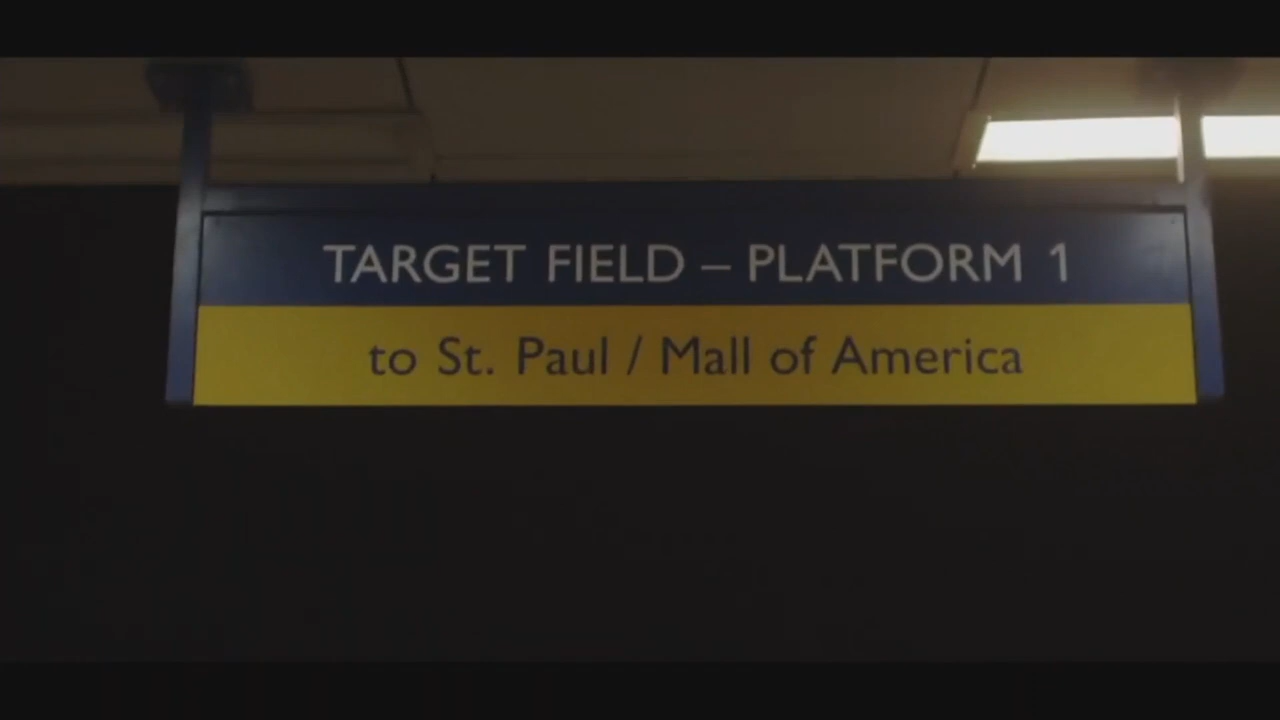 TARGET FIELD – PLATFORM 1
to St. Paul / Mall of America